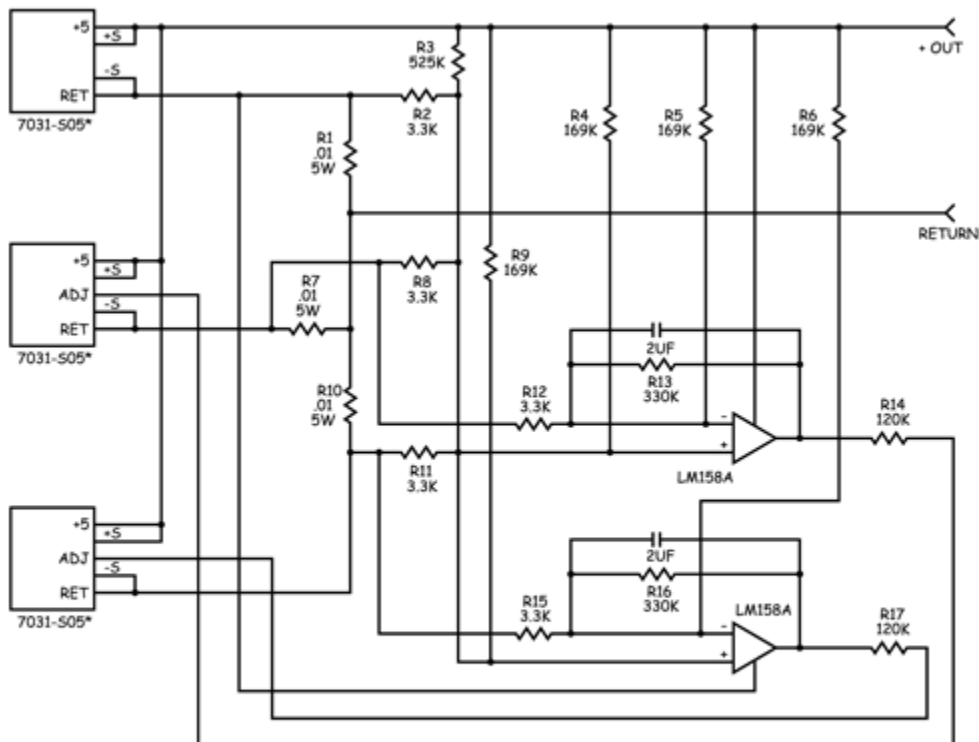 +5
+S
-S
RET
7031-S05*
R3
525K
R2
3.3K
R1
.01
5W
R4
169K
R5
169K
R6
169K
+ OUT
RETURN
+5
+S
ADJ
-S
RET
7031-S05*
R7
.01
5W
R8
3.3K
R9
169K
R10
.01
5W
R11
3.3K
R12
3.3K
2UF
R13
330K
-
+
LM158A
R14
120K
+5
+S
ADJ
-S
RET
7031-S05*
R15
3.3K
2UF
R16
330K
LM158A
-
+
R17
120K